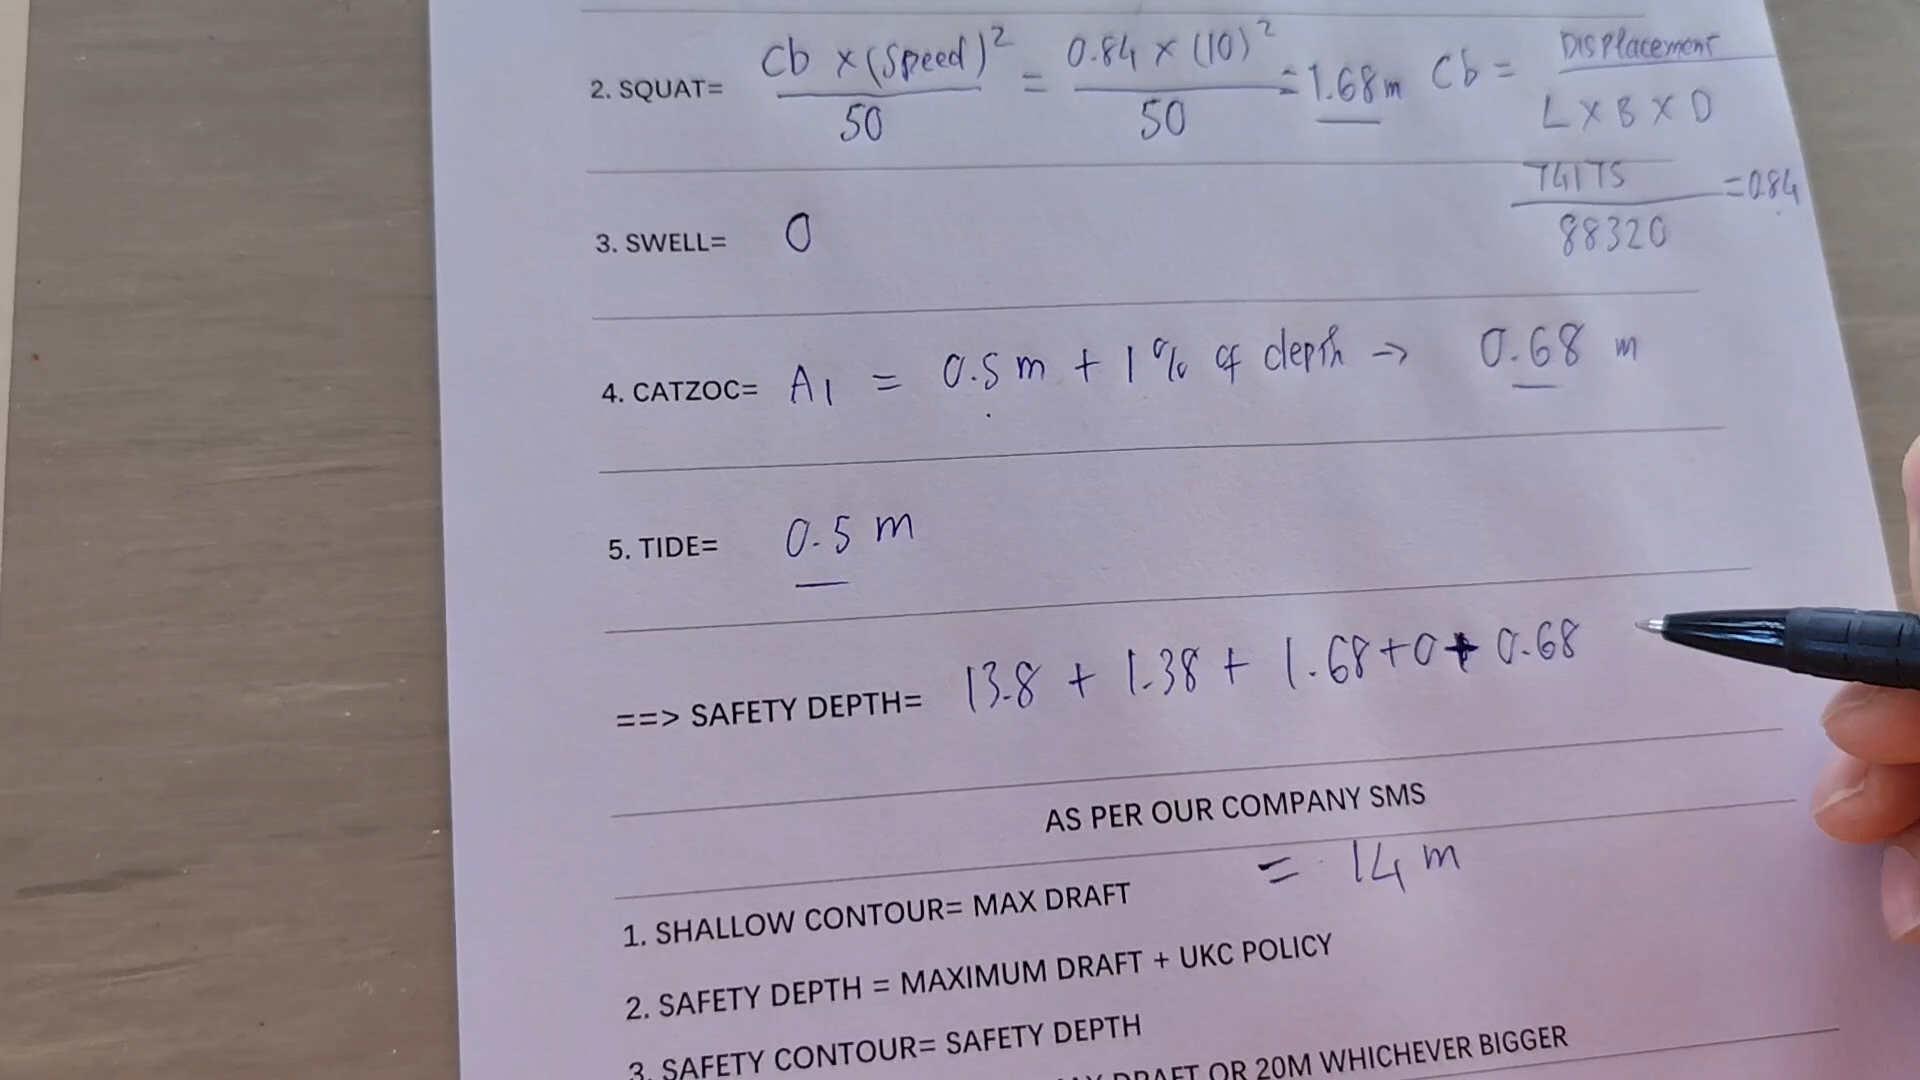 2. SQUAT= Cb × (Speed)² / 50 = 0.84 × (10)² / 50 = 1.68m Cb = Displacement / L × B × D
74175 / 88320 = 0.84
3. SWELL= 0
4. CATZOC= A1 = 0.5 m + 1% of depth → 0.68 m
5. TIDE= 0.5 m
==> SAFETY DEPTH= 13.8 + 1.38 + 1.68 + 0 + 0.68
AS PER OUR COMPANY SMS
1. SHALLOW CONTOUR= MAX DRAFT = 14 m
2. SAFETY DEPTH = MAXIMUM DRAFT + UKC POLICY
3. SAFETY CONTOUR= SAFETY DEPTH
DRAFT OR 20M WHICHEVER BIGGER